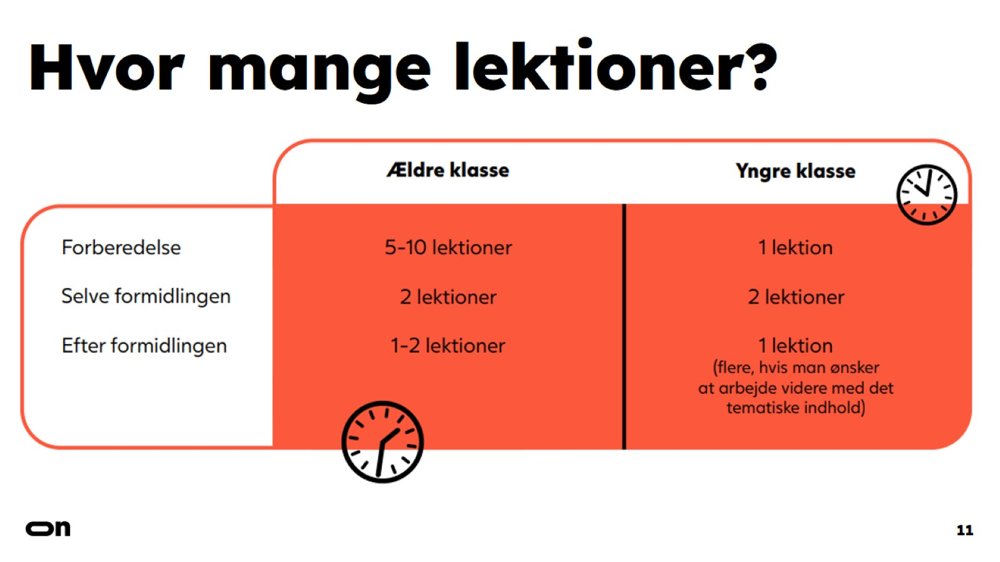 Hvor mange lektioner?
Ældre klasse
Yngre klasse
Forberedelse
5-10 lektioner
1 lektion
Selve formidlingen
2 lektioner
2 lektioner
Efter formidlingen
1-2 lektioner
1 lektion
(flere, hvis man ønsker
at arbejde videre med det
tematiske indhold)
on
11